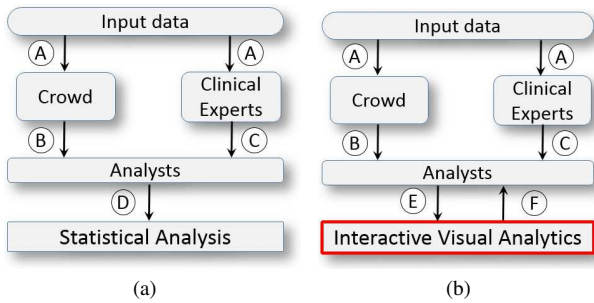 Input data
A A
Crowd
Clinical
Experts
B C
Analysts
D
Statistical Analysis
(a)
Input data
A A
Crowd
Clinical
Experts
B C
Analysts
E F
Interactive Visual Analytics
(b)